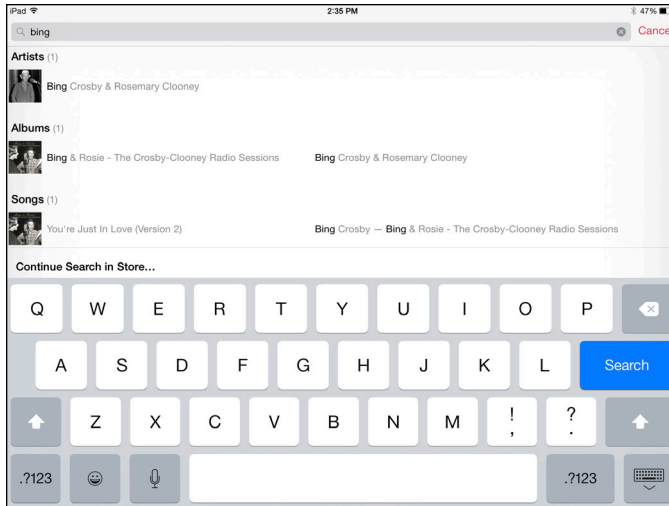 iPad 2:35 PM 47%
bing Cance
Artists (1)
Bing Crosby & Rosemary Clooney
Albums (1)
Bing & Rosie - The Crosby-Clooney Radio Sessions Bing Crosby & Rosemary Clooney
Songs (1)
You're Just In Love (Version 2) Bing Crosby — Bing & Rosie - The Crosby-Clooney Radio Sessions
Continue Search in Store...
Q W E R T Y U I O P
A S D F G H J K L Search
Z X C V B N M ! , ? .
.?123 .?123